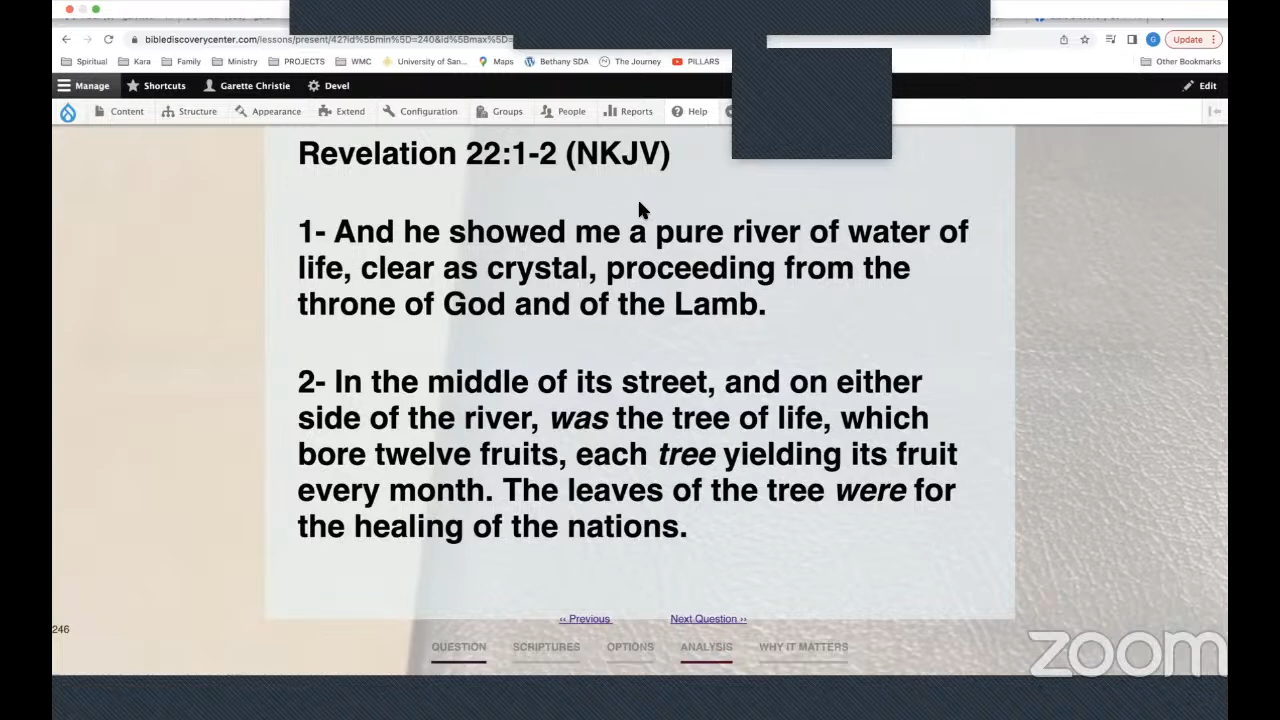 biblediscoverycenter.com/lessons/present/42?id%5Bmin%5D=240&id%5Bmax%5D=
Update
Spiritual Kara Family Ministry PROJECTS WMC University of San... Maps Bethany SDA The Journey PILLARS Other Bookmarks
Manage Shortcuts Garette Christie Devel Edit
Content Structure Appearance Extend Configuration Groups People Reports Help
Revelation 22:1-2 (NKJV)
1- And he showed me a pure river of water of
life, clear as crystal, proceeding from the
throne of God and of the Lamb.
2- In the middle of its street, and on either
side of the river, was the tree of life, which
bore twelve fruits, each tree yielding its fruit
every month. The leaves of the tree were for
the healing of the nations.
‹‹ Previous Next Question ››
246
QUESTION SCRIPTURES OPTIONS ANALYSIS WHY IT MATTERS
zoom